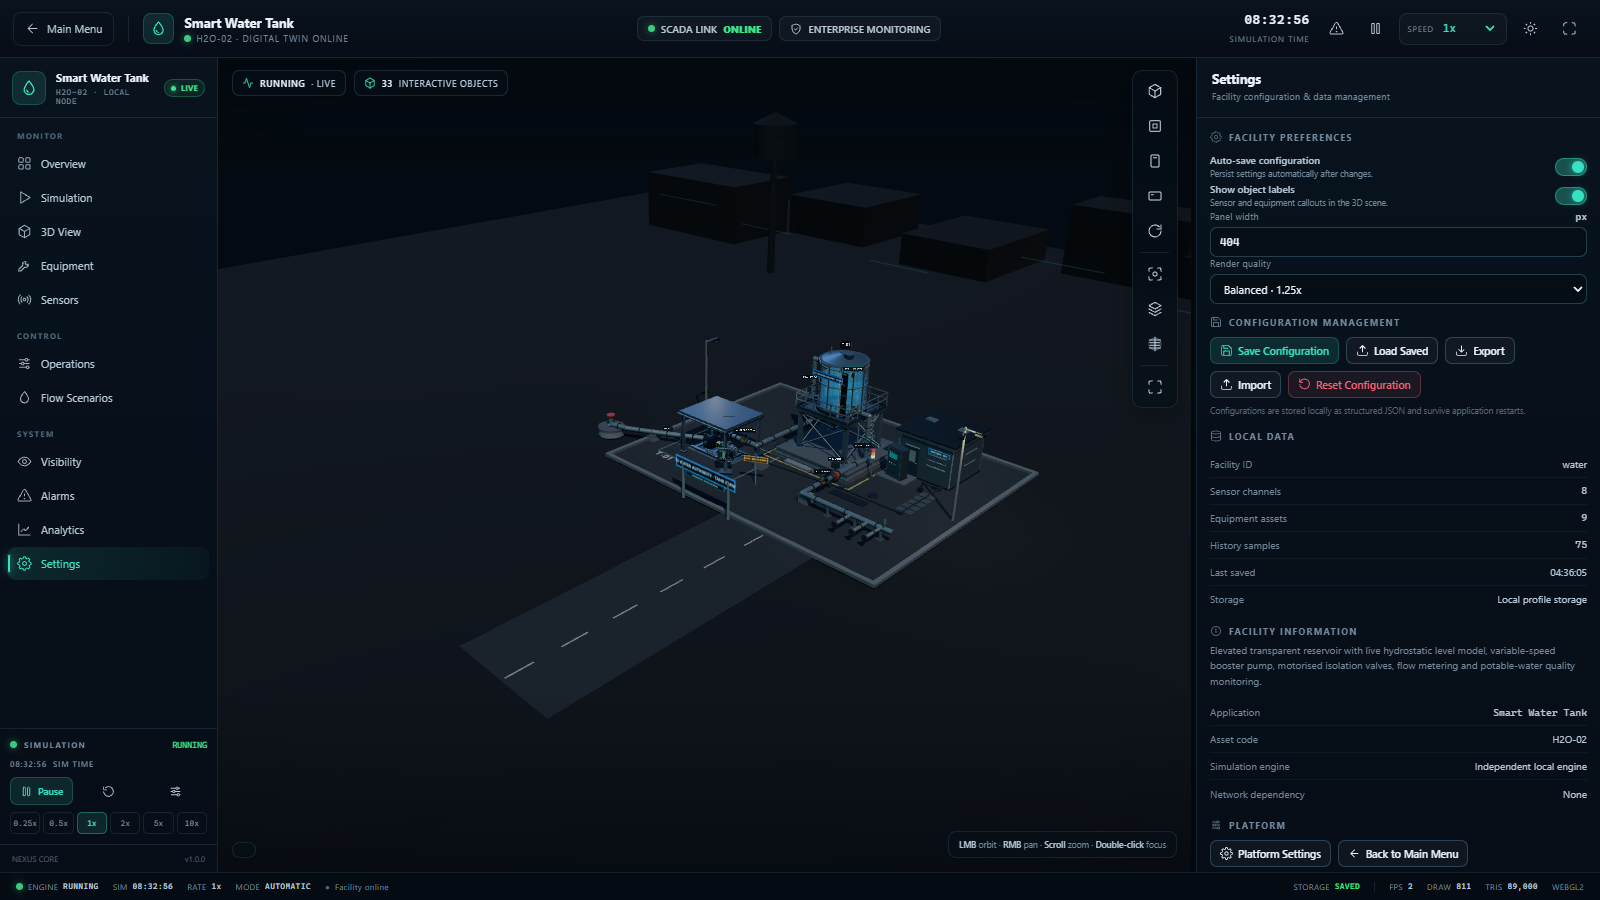 Main Menu
Smart Water Tank
H2O-02 · DIGITAL TWIN ONLINE
SCADA LINK ONLINE
ENTERPRISE MONITORING
08:32:56
SIMULATION TIME
SPEED 1x
Smart Water Tank
H2O-02 · LOCAL NODE
LIVE
MONITOR
Overview
Simulation
3D View
Equipment
Sensors
CONTROL
Operations
Flow Scenarios
SYSTEM
Visibility
Alarms
Analytics
Settings
SIMULATION RUNNING
08:32:56 SIM TIME
Pause
0.25x 0.5x 1x 2x 5x 10x
NEXUS CORE v1.0.0
RUNNING · LIVE
33 INTERACTIVE OBJECTS
LMB orbit · RMB pan · Scroll zoom · Double-click focus
Settings
Facility configuration & data management
FACILITY PREFERENCES
Auto-save configuration
Persist settings automatically after changes.
Show object labels
Sensor and equipment callouts in the 3D scene.
Panel width px
404
Render quality
Balanced · 1.25x
CONFIGURATION MANAGEMENT
Save Configuration
Load Saved
Export
Import
Reset Configuration
Configurations are stored locally as structured JSON and survive application restarts.
LOCAL DATA
Facility ID water
Sensor channels 8
Equipment assets 9
History samples 75
Last saved 04:36:05
Storage Local profile storage
FACILITY INFORMATION
Elevated transparent reservoir with live hydrostatic level model, variable-speed
booster pump, motorised isolation valves, flow metering and potable-water quality
monitoring.
Application Smart Water Tank
Asset code H2O-02
Simulation engine Independent local engine
Network dependency None
PLATFORM
Platform Settings
Back to Main Menu
ENGINE RUNNING SIM 08:32:56 RATE 1x MODE AUTOMATIC Facility online
STORAGE SAVED FPS 2 DRAW 811 TRIS 89,000 WEBGL2